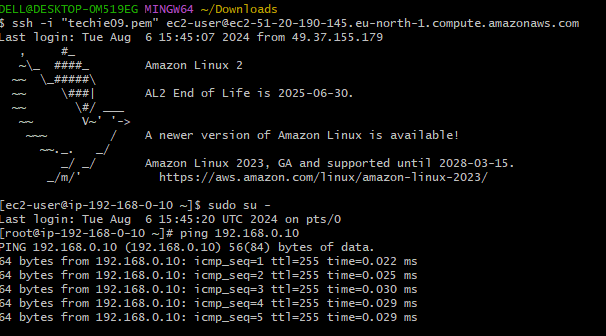 DELL@DESKTOP-0M519EG MINGW64 ~/Downloads
$ ssh -i "techie09.pem" ec2-user@ec2-51-20-190-145.eu-north-1.compute.amazonaws.com
Last login: Tue Aug  6 15:45:07 2024 from 49.37.155.179
   ,     #_
   ~\_  ####_        Amazon Linux 2
  ~~  \_#####\
  ~~     \###|       AL2 End of Life is 2025-06-30.
  ~~       \#/ ___
   ~~       V~' '->
    ~~~         /    A newer version of Amazon Linux is available!
      ~~._.   _/
         _/ _/       Amazon Linux 2023, GA and supported until 2028-03-15.
       _/m/'           https://aws.amazon.com/linux/amazon-linux-2023/
[ec2-user@ip-192-168-0-10 ~]$ sudo su -
Last login: Tue Aug  6 15:45:20 UTC 2024 on pts/0
[root@ip-192-168-0-10 ~]# ping 192.168.0.10
PING 192.168.0.10 (192.168.0.10) 56(84) bytes of data.
64 bytes from 192.168.0.10: icmp_seq=1 ttl=255 time=0.022 ms
64 bytes from 192.168.0.10: icmp_seq=2 ttl=255 time=0.025 ms
64 bytes from 192.168.0.10: icmp_seq=3 ttl=255 time=0.030 ms
64 bytes from 192.168.0.10: icmp_seq=4 ttl=255 time=0.029 ms
64 bytes from 192.168.0.10: icmp_seq=5 ttl=255 time=0.029 ms